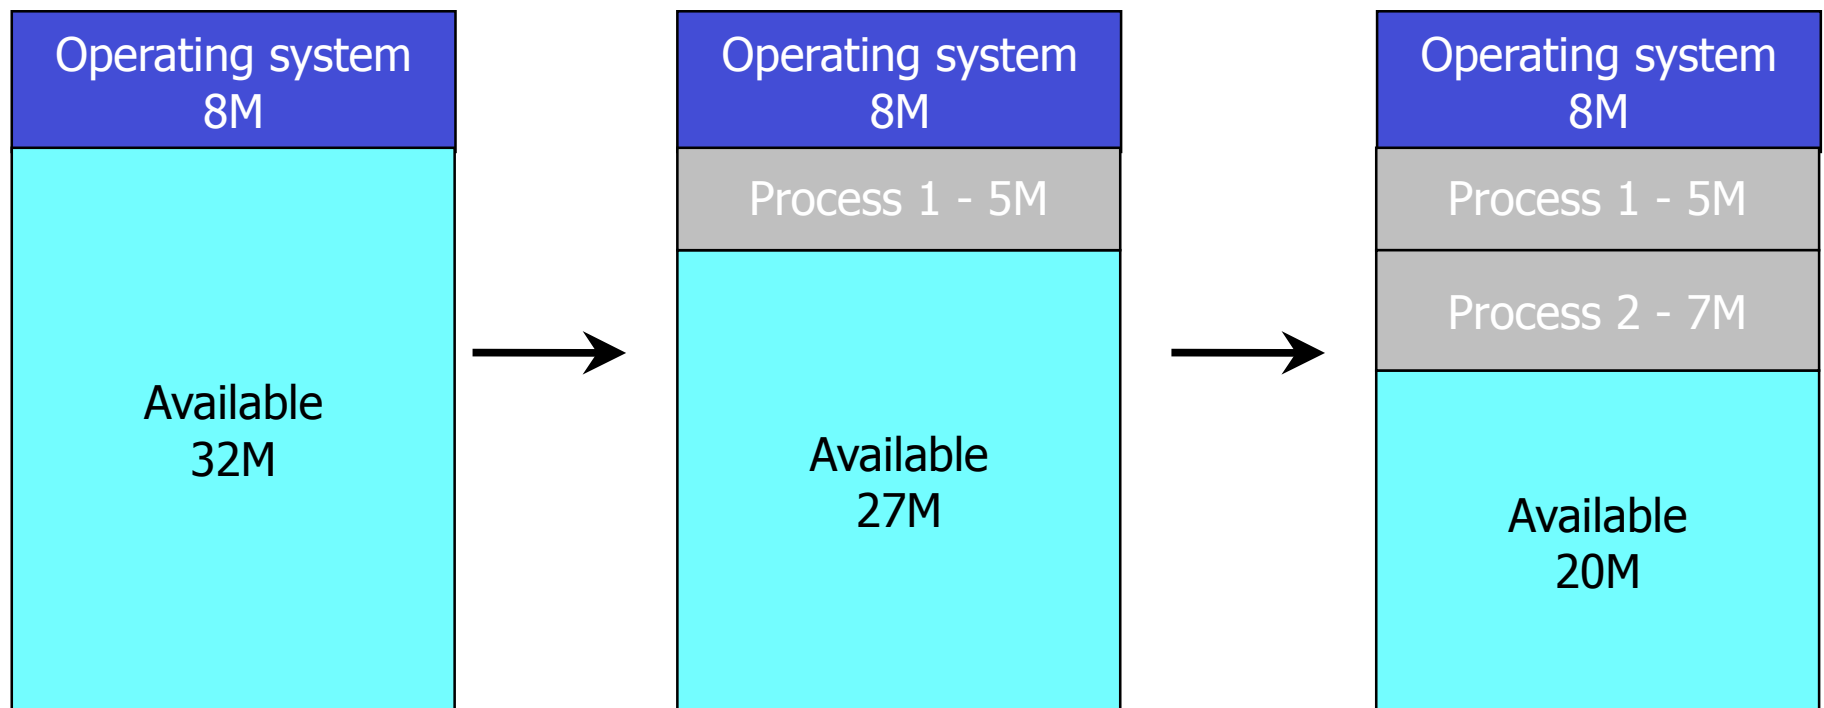 Operating system
8M
Available
32M
Operating system
8M
Process 1 - 5M
Available
27M
Operating system
8M
Process 1 - 5M
Process 2 - 7M
Available
20M